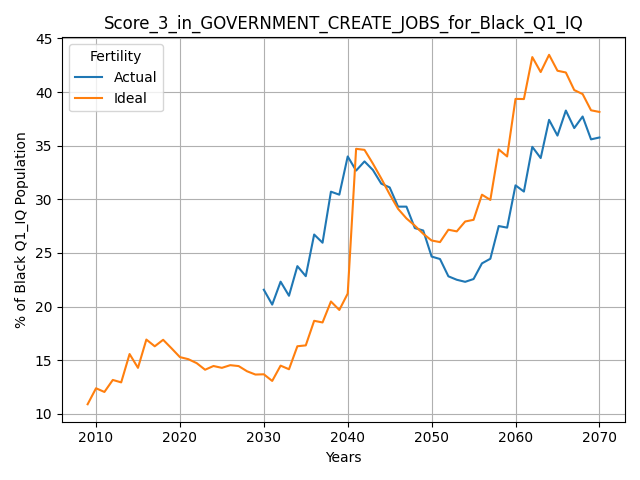 Score_3_in_GOVERNMENT_CREATE_JOBS_for_Black_Q1_IQ
Fertility
Actual
Ideal
% of Black Q1_IQ Population
45
40
35
30
25
20
15
10
2010 2020 2030 2040 2050 2060 2070
Years